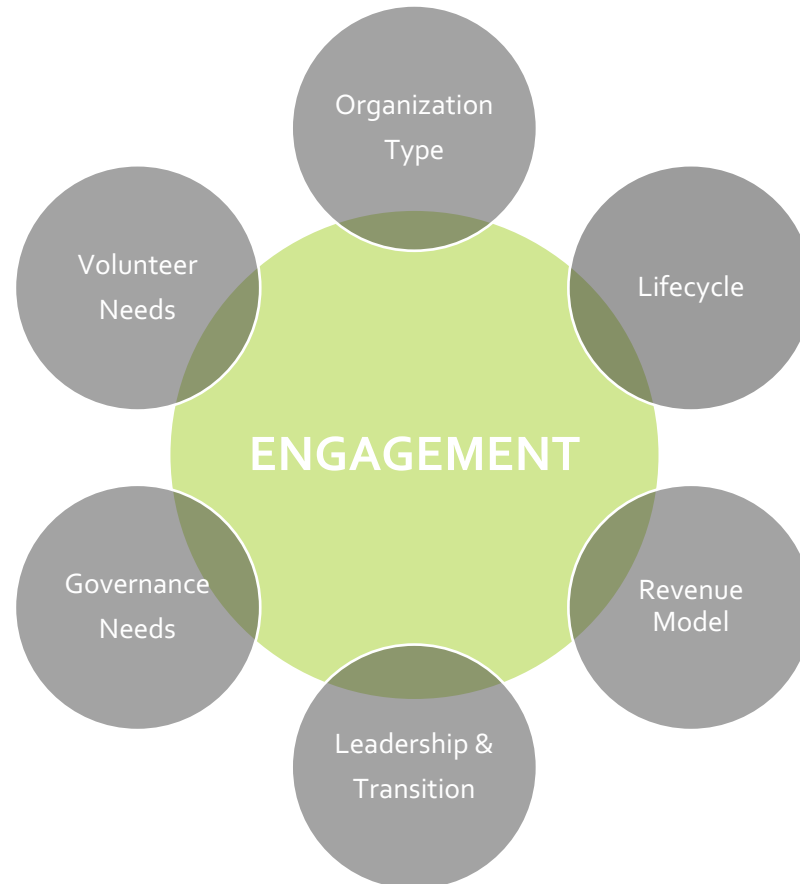 Organization
Type
Volunteer
Needs
Lifecycle
ENGAGEMENT
Governance
Needs
Revenue
Model
Leadership &
Transition